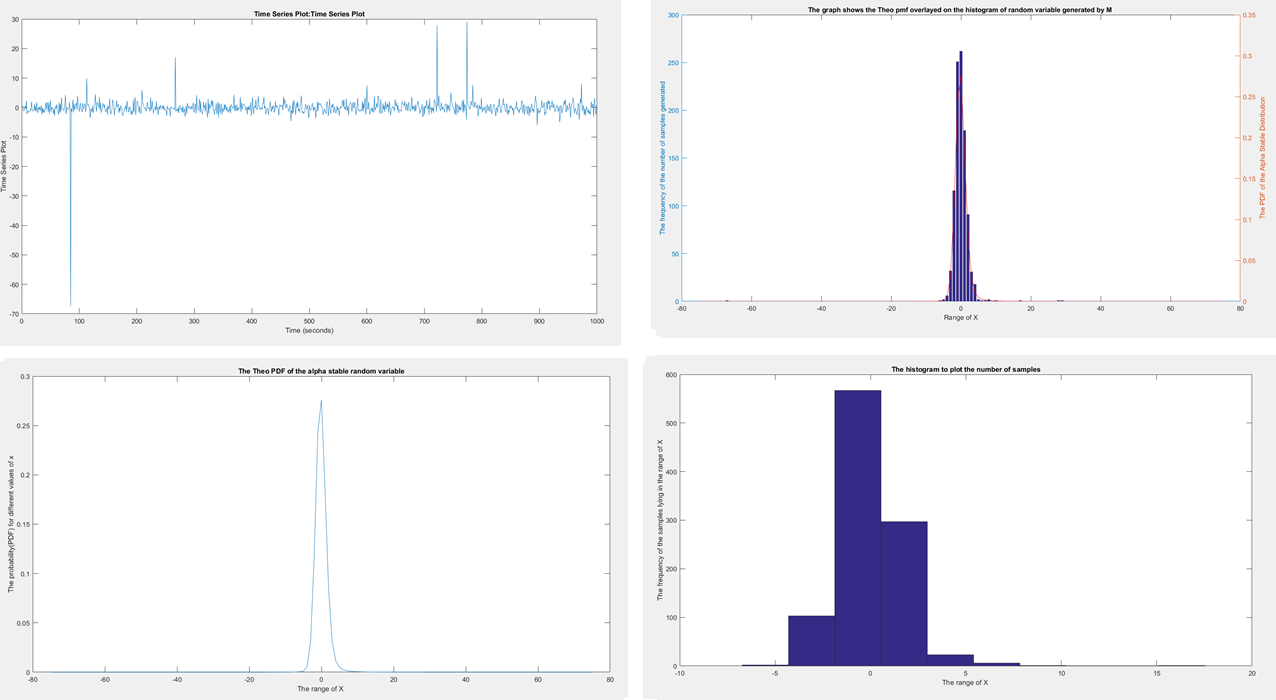 Time Series Plot:Time Series Plot
30
20
10
0
-10
-20
-30
-40
-50
-60
-70
Time Series Plot
0 100 200 300 400 500 600 700 800 900 1000
Time (seconds)
The graph shows the Theo pmf overlayed on the histogram of random variable generated by M
300
250
200
150
100
50
0
The frequency of the number of samples generated
0.35
0.3
0.25
0.2
0.15
0.1
0.05
0
The PDF of the Alpha Stable Distribution
-80 -60 -40 -20 0 20 40 60 80
Range of X
The Theo PDF of the alpha stable random variable
0.3
0.25
0.2
0.15
0.1
0.05
0
The probability(PDF) for different values of x
-80 -60 -40 -20 0 20 40 60 80
The range of X
The histogram to plot the number of samples
600
500
400
300
200
100
0
The frequency of the samples lying in the range of X
-10 -5 0 5 10 15 20
The range of X